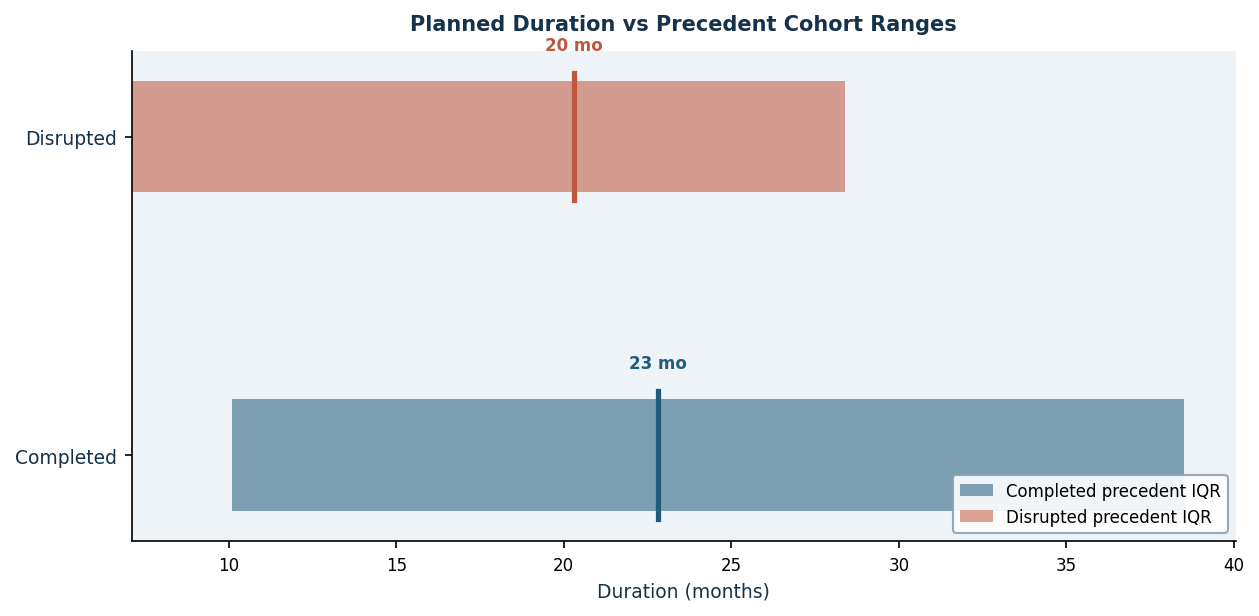 Planned Duration vs Precedent Cohort Ranges
20 mo
Disrupted
23 mo
Completed
Completed precedent IQR
Disrupted precedent IQR
10 15 20 25 30 35 40
Duration (months)